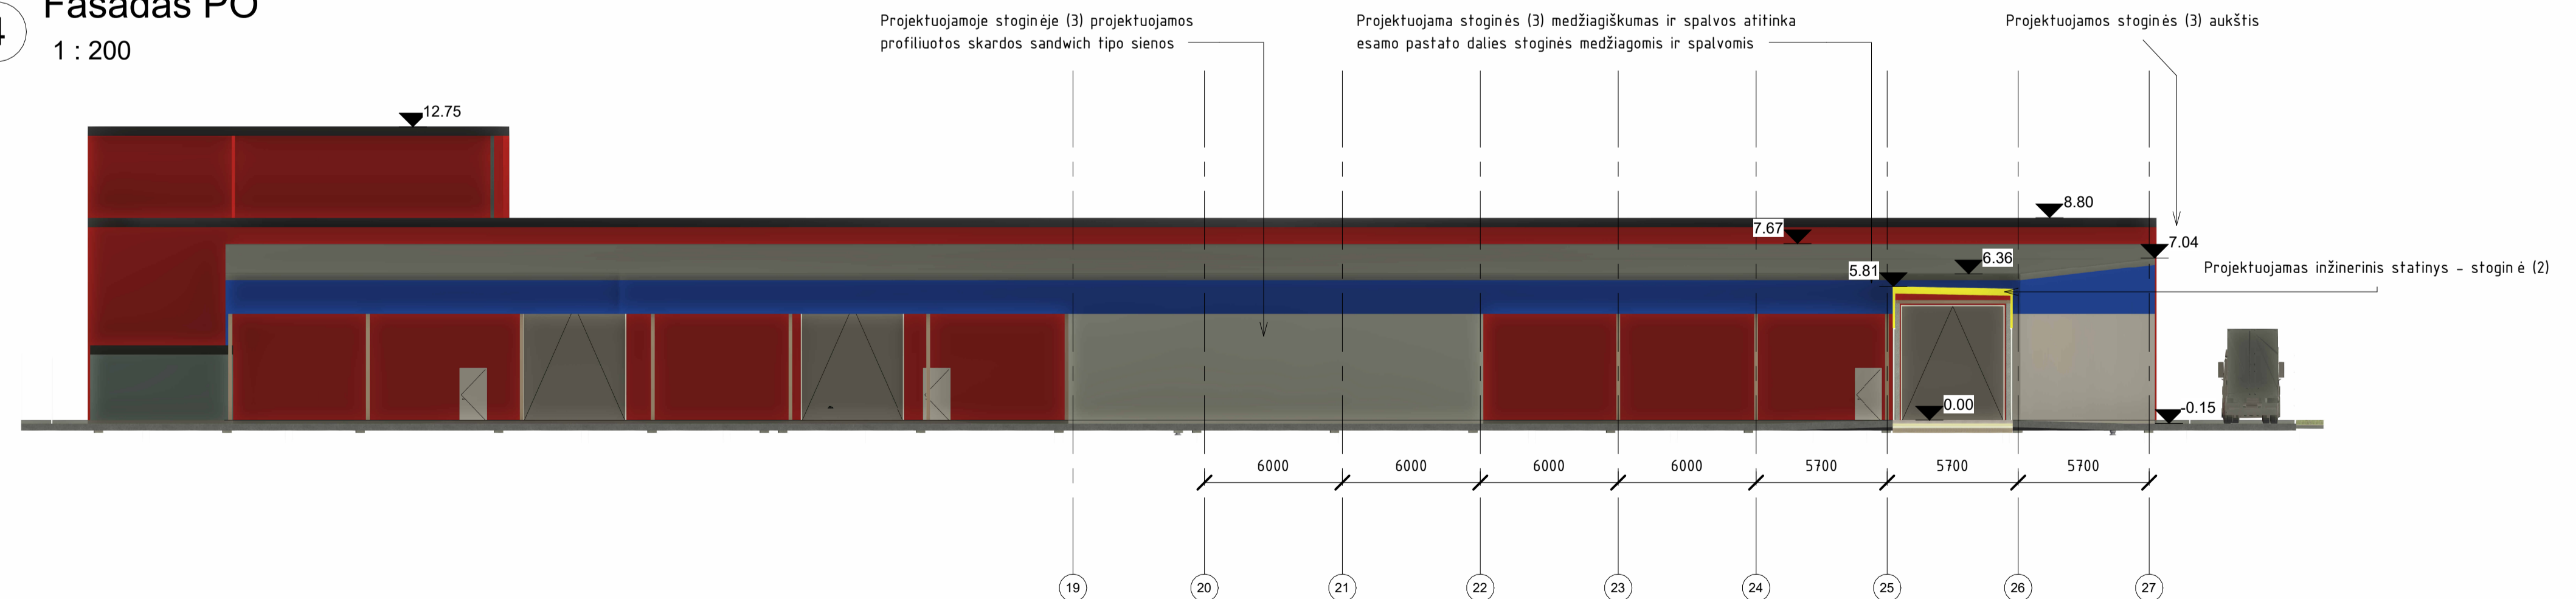 4
Fasadas PO
1 : 200
Projektuojamoje stoginėje (3) projektuojamos
profiliuotos skardos sandwich tipo sienos
Projektuojama stoginės (3) medžiagiškumas ir spalvos atitinka
esamo pastato dalies stoginės medžiagomis ir spalvomis
Projektuojamos stoginės (3) aukštis
12.75
8.80
7.67
7.04
6.36
5.81
Projektuojamas inžinerinis statinys - stoginė (2)
0.00
-0.15
6000 6000 6000 6000 5700 5700 5700
19 20 21 22 23 24 25 26 27